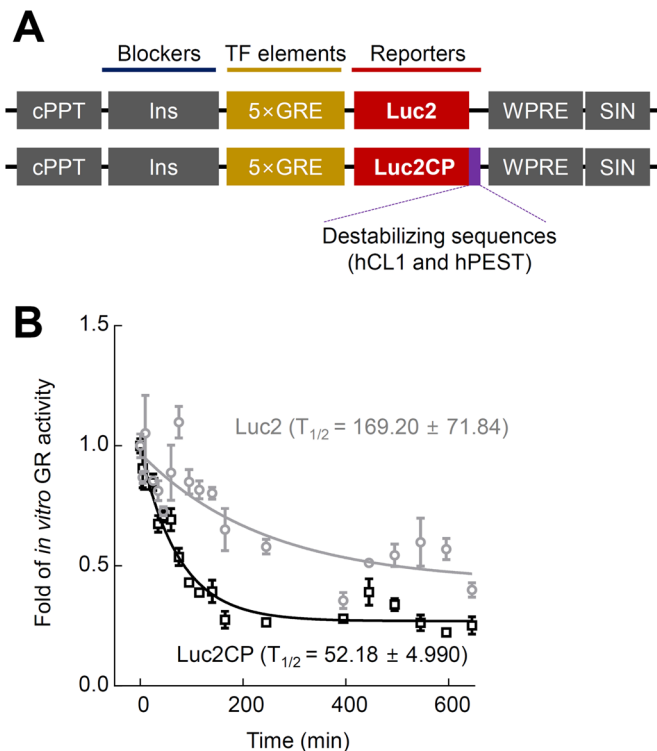 A
Blockers TF elements Reporters
cPPT Ins 5×GRE Luc2 WPRE SIN
cPPT Ins 5×GRE Luc2CP WPRE SIN
Destabilizing sequences
(hCL1 and hPEST)
B
Fold of in vitro GR activity
1.5
1.0
0.5
0.0
Luc2 (T1/2 = 169.20 ± 71.84)
Luc2CP (T1/2 = 52.18 ± 4.990)
0 200 400 600
Time (min)